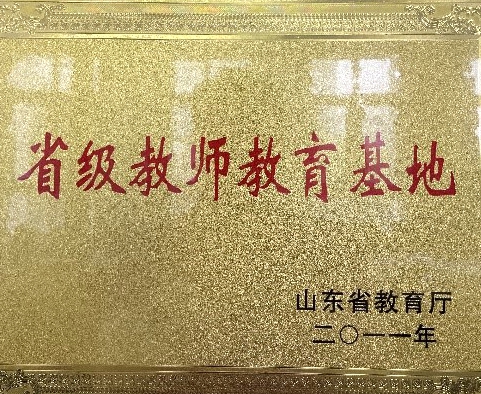 省级教师教育基地
山东省教育厅
二〇一一年